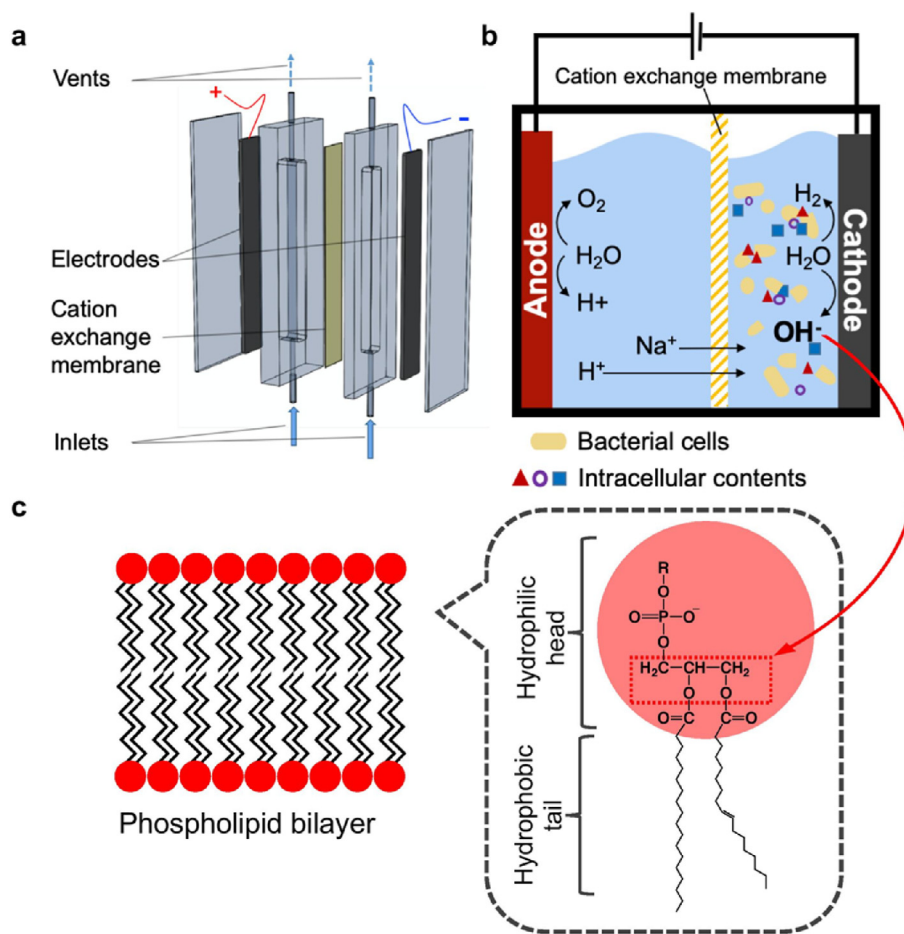 a
Vents
+
-
Electrodes
Cation
exchange
membrane
Inlets
b
Cation exchange membrane
Anode
O₂
H₂O
H+
Na⁺
H⁺
H₂
H₂O
OH⁻
Cathode
Bacterial cells
Intracellular contents
c
Phospholipid bilayer
Hydrophilic
head
Hydrophobic
tail
R
O
O=P—O⁻
O
H₂C—CH—CH₂
O O
O=C C=O